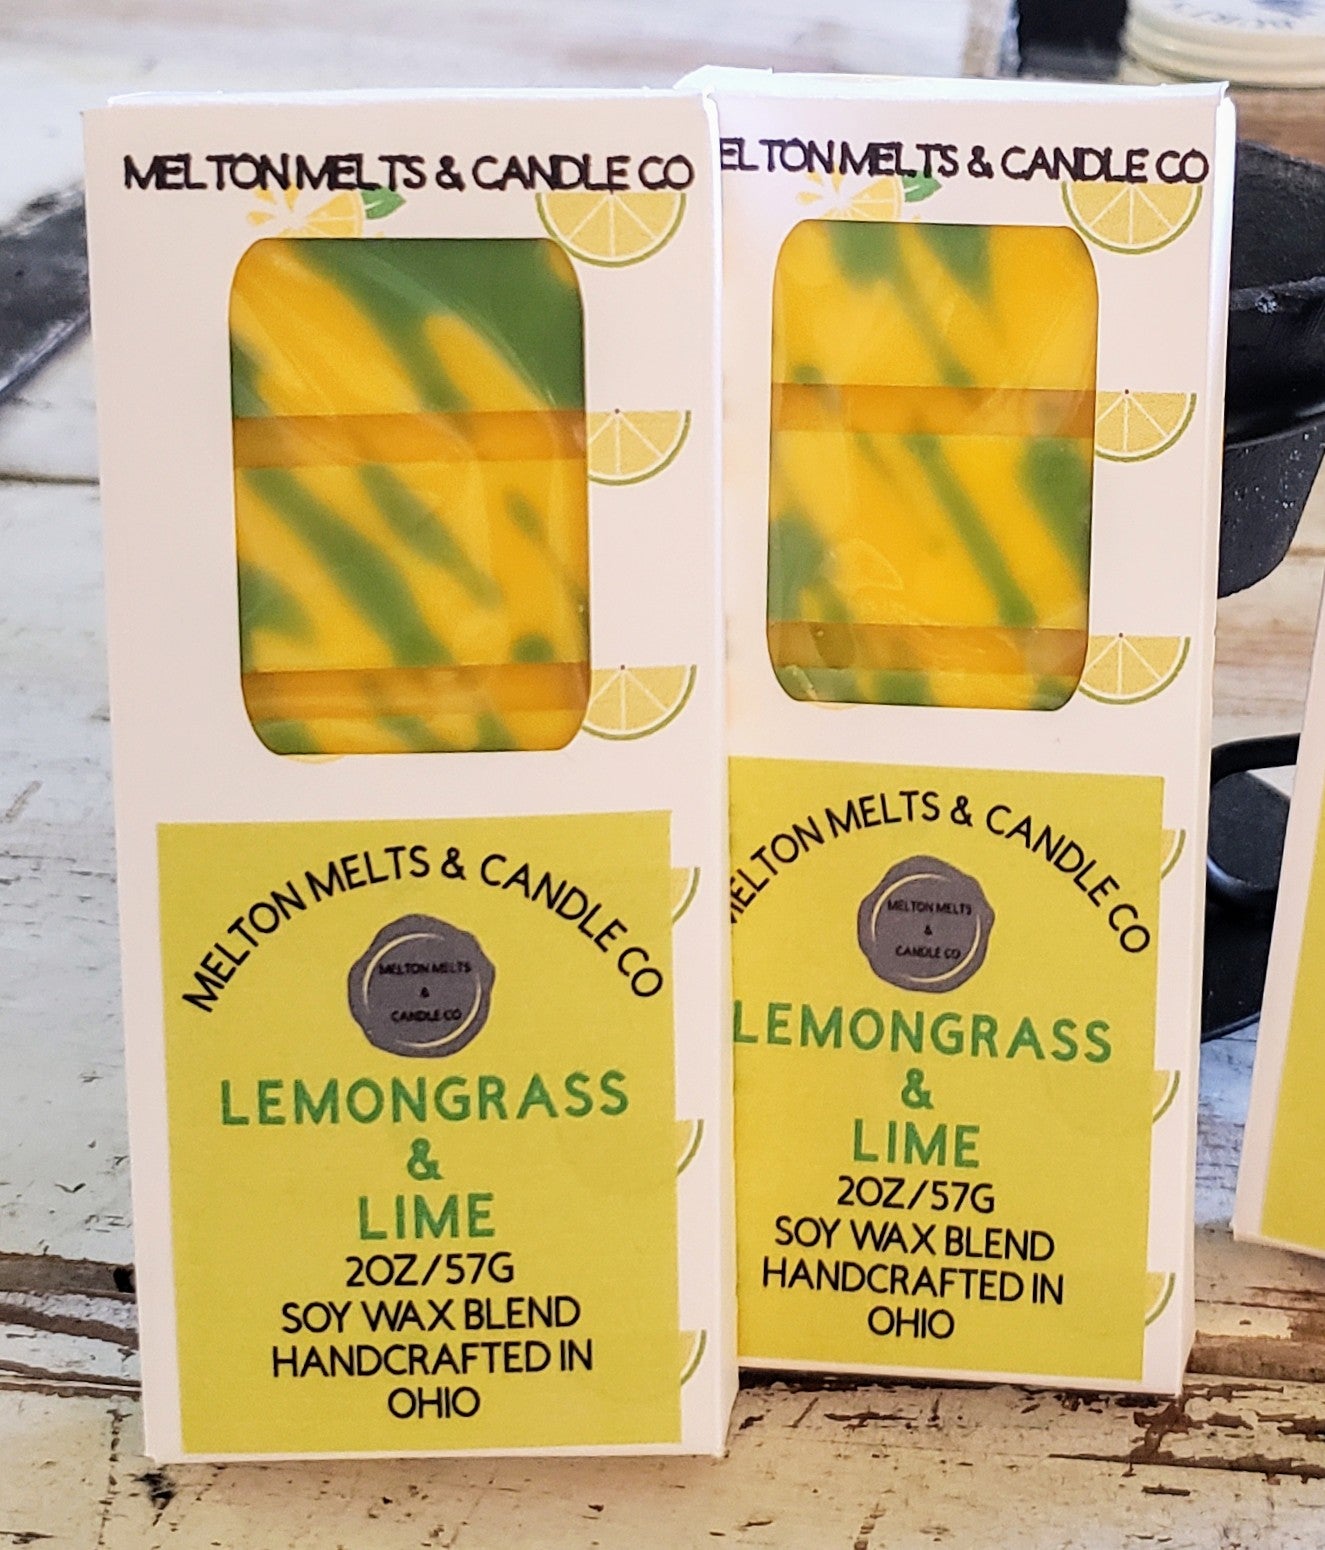 MELTON MELTS & CANDLE CO
MELTON MELTS & CANDLE CO
MELTON MELTS
&
CANDLE CO
LEMONGRASS
&
LIME
2OZ/57G
SOY WAX BLEND
HANDCRAFTED IN
OHIO
ELTON MELTS & CANDLE CO
MELTON MELTS & CANDLE CO
MELTON MELTS
&
CANDLE CO
LEMONGRASS
&
LIME
2OZ/57G
SOY WAX BLEND
HANDCRAFTED IN
OHIO